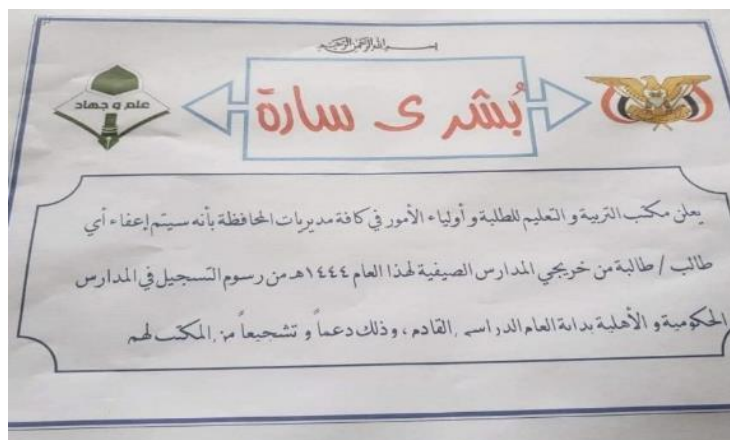 بسم الله الرحمن الرحيم
علم و جهاد
بُشرى سارة
يعلن مكتب التربية و التعليم للطلبة و أولياء الأمور في كافة مديريات المحافظة بأنه سيتم إعفاء أي
طالب / طالبة من خريجي المدارس الصيفية لهذا العام ١٤٤٤هـ من رسوم التسجيل في المدارس
الحكومية و الأهلية بداية العام الدراسي القادم ، وذلك دعماً و تشجيعاً من المكتب لهم